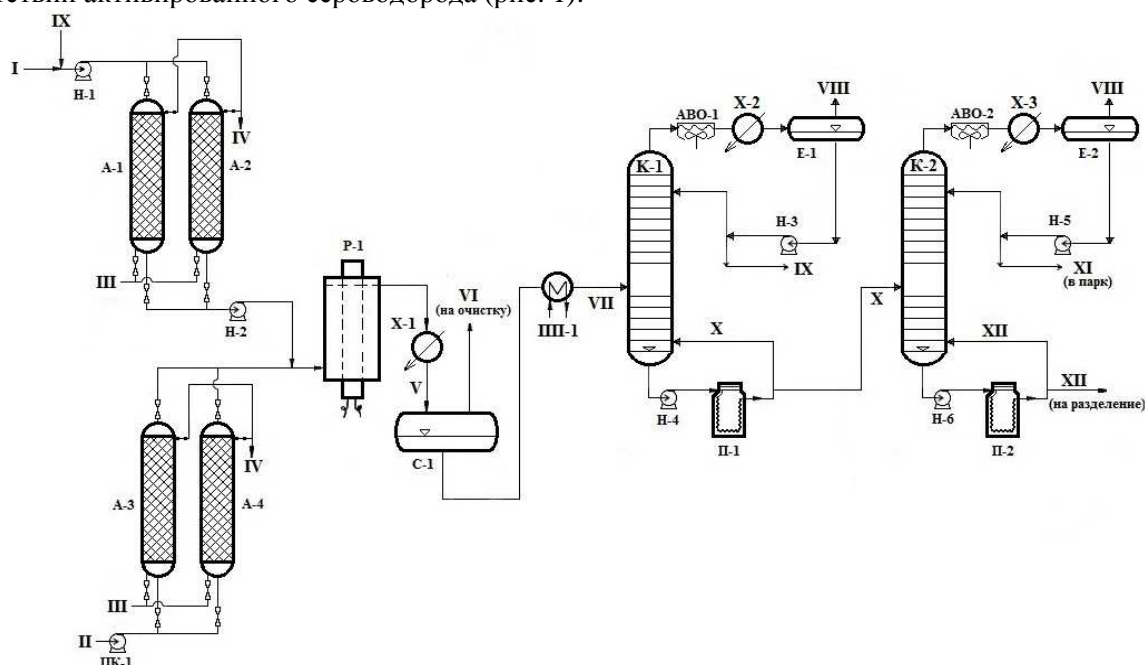 действии активированного сероводорода (рис. 1).
IX
I
Н-1
IV
А-1
А-2
III
Н-2
Р-1
Х-1
V
VI
(на очистку)
С-1
ПП-1
VII
К-1
АВО-1
Х-2
VIII
Е-1
Н-3
IX
X
Н-4
П-1
X
К-2
АВО-2
Х-3
VIII
Е-2
Н-5
XI
(в парк)
XII
XII
(на разделение)
Н-6
П-2
IV
А-3
А-4
III
II
ПК-1